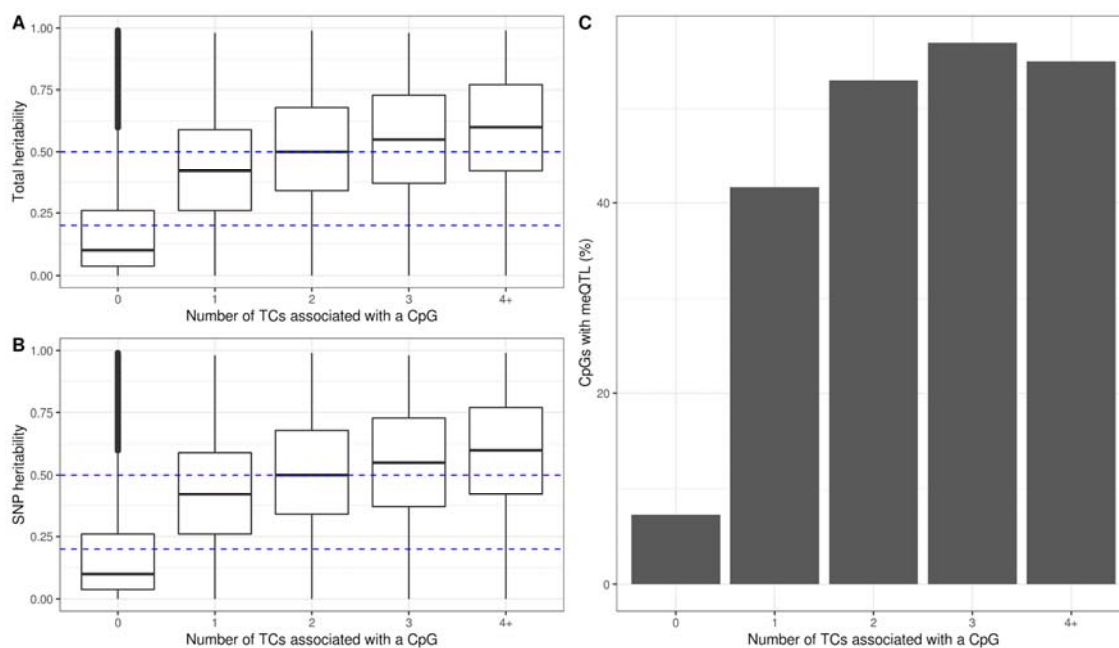 A
Total heritability
1.00
0.75
0.50
0.25
0.00
0 1 2 3 4+
Number of TCs associated with a CpG
B
SNP heritability
1.00
0.75
0.50
0.25
0.00
0 1 2 3 4+
Number of TCs associated with a CpG
C
CpGs with meQTL (%)
40
20
0
0 1 2 3 4+
Number of TCs associated with a CpG